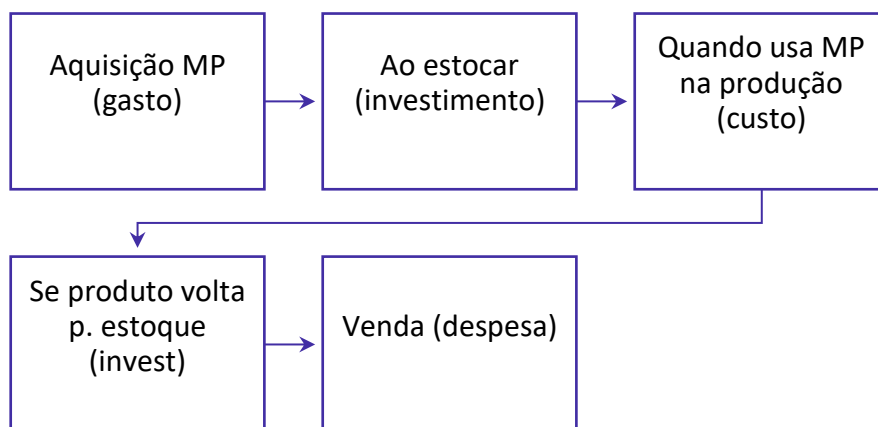 Aquisição MP
(gasto)
Ao estocar
(investimento)
Quando usa MP
na produção
(custo)
Se produto volta
p. estoque
(invest)
Venda (despesa)